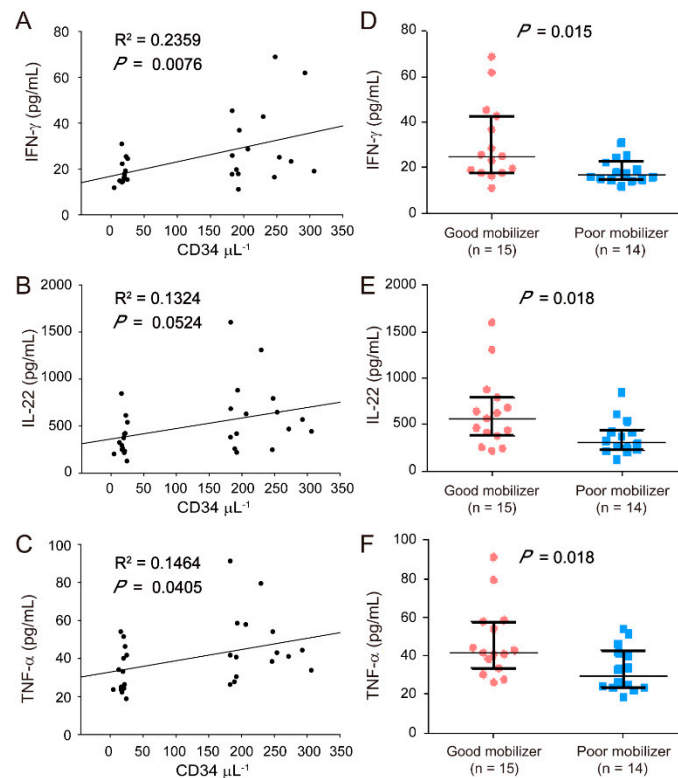 A
R² = 0.2359
P = 0.0076
IFN-γ (pg/mL)
80
60
40
20
0
0 50 100 150 200 250 300 350
CD34 μL⁻¹
D
P = 0.015
IFN-γ (pg/mL)
80
60
40
20
0
Good mobilizer Poor mobilizer
(n = 15) (n = 14)
B
R² = 0.1324
P = 0.0524
IL-22 (pg/mL)
2000
1500
1000
500
0
0 50 100 150 200 250 300 350
CD34 μL⁻¹
E
P = 0.018
IL-22 (pg/mL)
2000
1500
1000
500
0
Good mobilizer Poor mobilizer
(n = 15) (n = 14)
C
R² = 0.1464
P = 0.0405
TNF-α (pg/mL)
100
80
60
40
20
0
0 50 100 150 200 250 300 350
CD34 μL⁻¹
F
P = 0.018
TNF-α (pg/mL)
100
80
60
40
20
0
Good mobilizer Poor mobilizer
(n = 15) (n = 14)